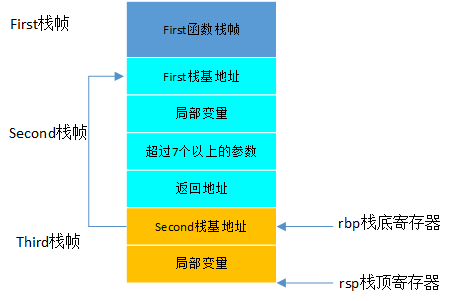 First栈帧
First函数栈帧
First栈基地址
局部变量
Second栈帧
超过7个以上的参数
返回地址
Second栈基地址
rbp栈底寄存器
Third栈帧
局部变量
rsp栈顶寄存器